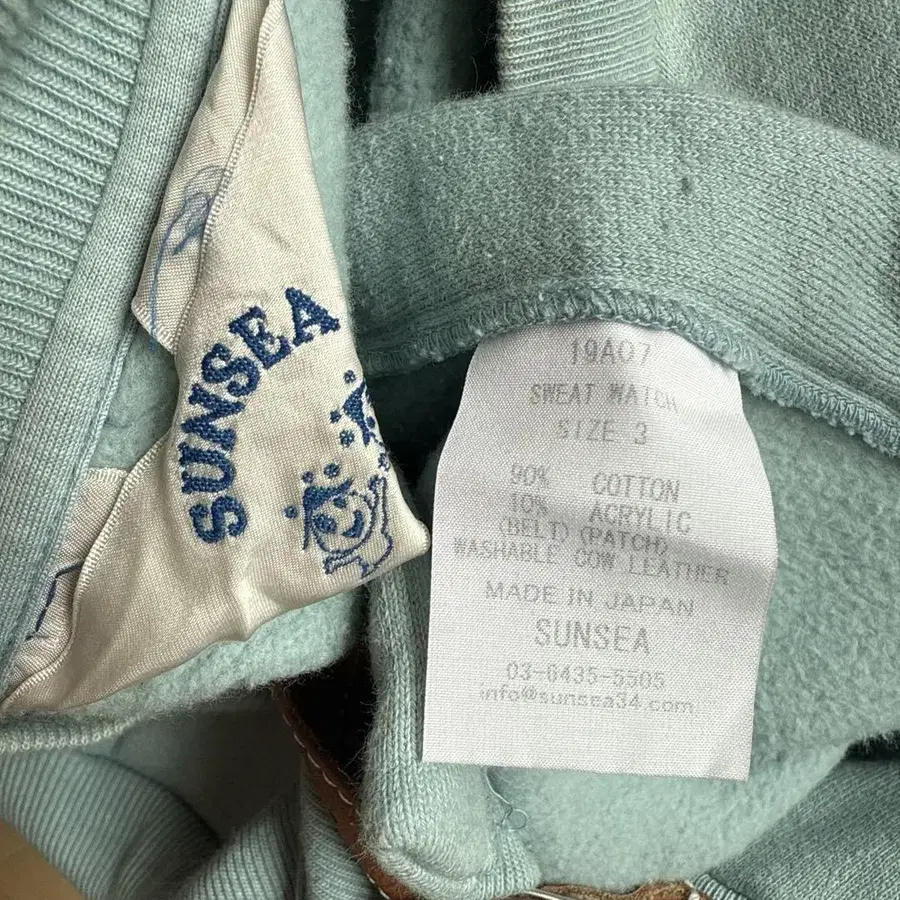 SUNSEA
19A07
SWEAT WATCH
SIZE 3
90% COTTON
10% ACRYLIC
(BELT) (PATCH)
WASHABLE COW LEATHER
MADE IN JAPAN
SUNSEA
03-6435-5505
info@sunsea34.com